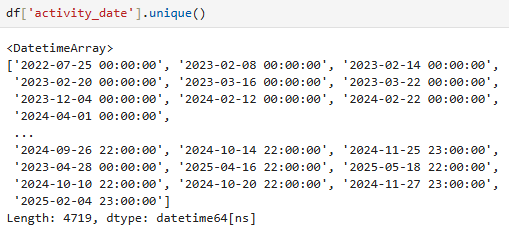 df['activity_date'].unique()
<DatetimeArray>
['2022-07-25 00:00:00', '2023-02-08 00:00:00', '2023-02-14 00:00:00',
'2023-02-20 00:00:00', '2023-03-16 00:00:00', '2023-03-22 00:00:00',
'2023-12-04 00:00:00', '2024-02-12 00:00:00', '2024-02-22 00:00:00',
'2024-04-01 00:00:00',
...
'2024-09-26 22:00:00', '2024-10-14 22:00:00', '2024-11-25 23:00:00',
'2023-04-28 00:00:00', '2025-04-16 22:00:00', '2025-05-18 22:00:00',
'2024-10-10 22:00:00', '2024-10-20 22:00:00', '2024-11-27 23:00:00',
'2025-02-04 23:00:00']
Length: 4719, dtype: datetime64[ns]